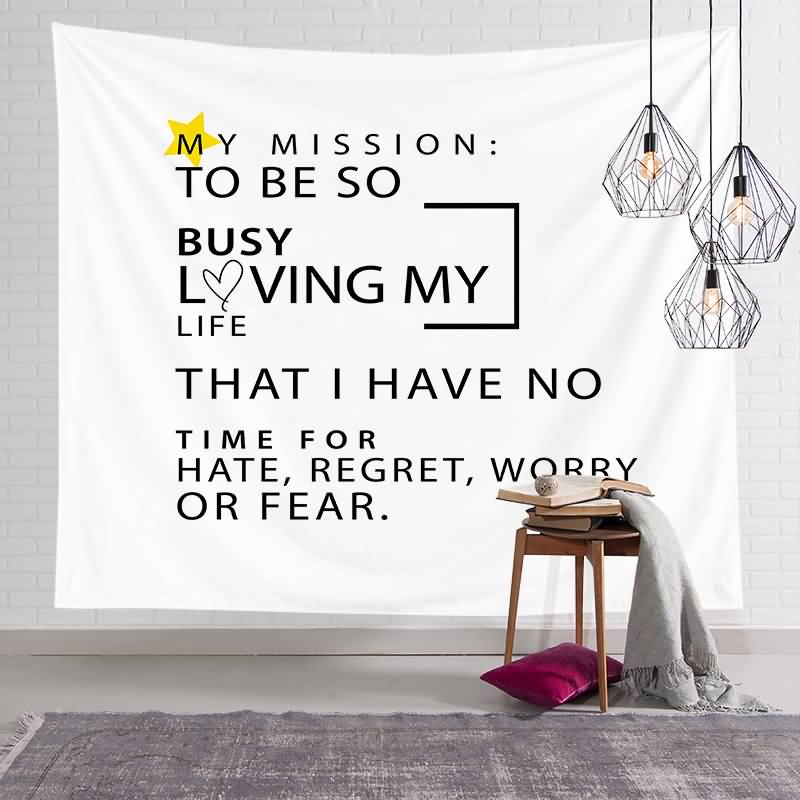 MY MISSION:
TO BE SO
BUSY
LOVING MY
LIFE
THAT I HAVE NO
TIME FOR
HATE, REGRET, WORRY
OR FEAR.